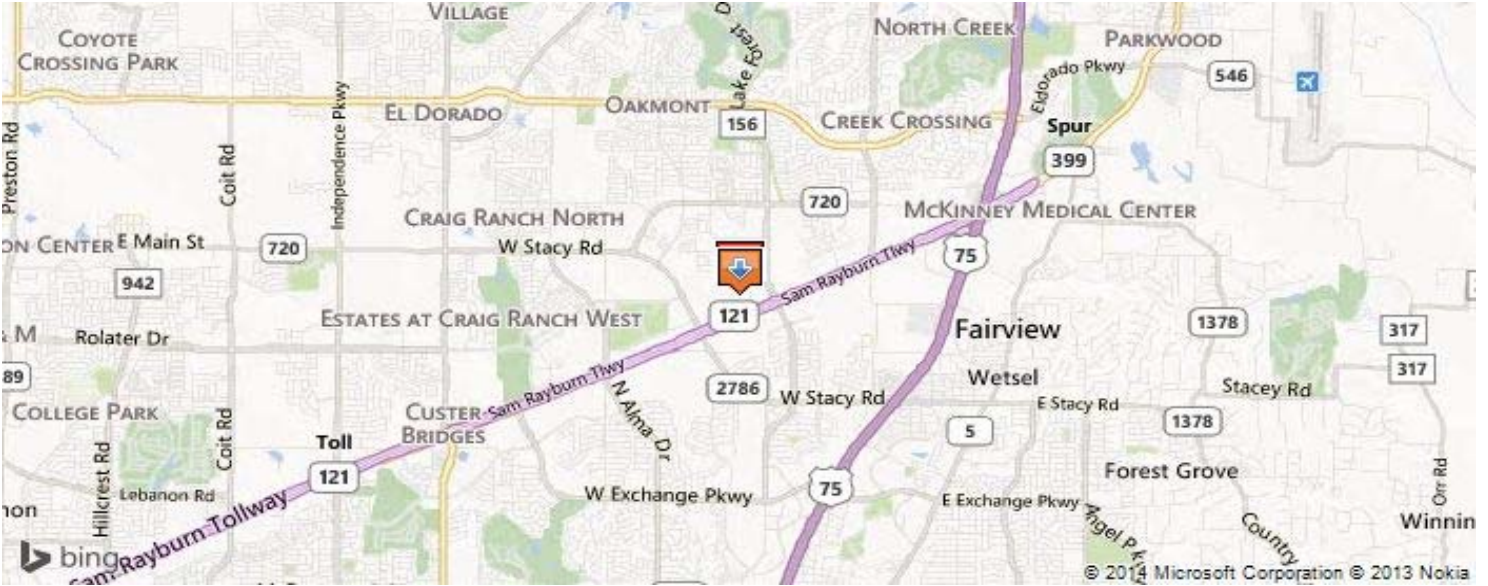 VILLAGE
D
NORTH CREEK
COYOTE
CROSSING PARK
PARKWOOD
Lake Forest
Eldorado Pkwy
546
Independence Pkwy
EL DORADO
OAKMONT
156
CREEK CROSSING
Spur
399
Preston Rd
Coit Rd
CRAIG RANCH NORTH
720
MCKINNEY MEDICAL CENTER
ON CENTER
E Main St
720
W Stacy Rd
75
Sam Rayburn Tlwy
942
121
ESTATES AT CRAIG RANCH WEST
Fairview
1378
317
& M
Rolater Dr
317
89
Sam Rayburn Tlwy
2786
W Stacy Rd
Wetsel
Stacey Rd
E Stacy Rd
COLLEGE PARK
Coit Rd
CUSTER
BRIDGES
N Alma Dr
1378
5
Toll
121
Hillcrest Rd
Forest Grove
Orr Rd
Lebanon Rd
W Exchange Pkwy
75
E Exchange Pkwy
Angel Pk
Country
non
Winnin
Sam Rayburn Tollway
bing
© 2014 Microsoft Corporation © 2013 Nokia